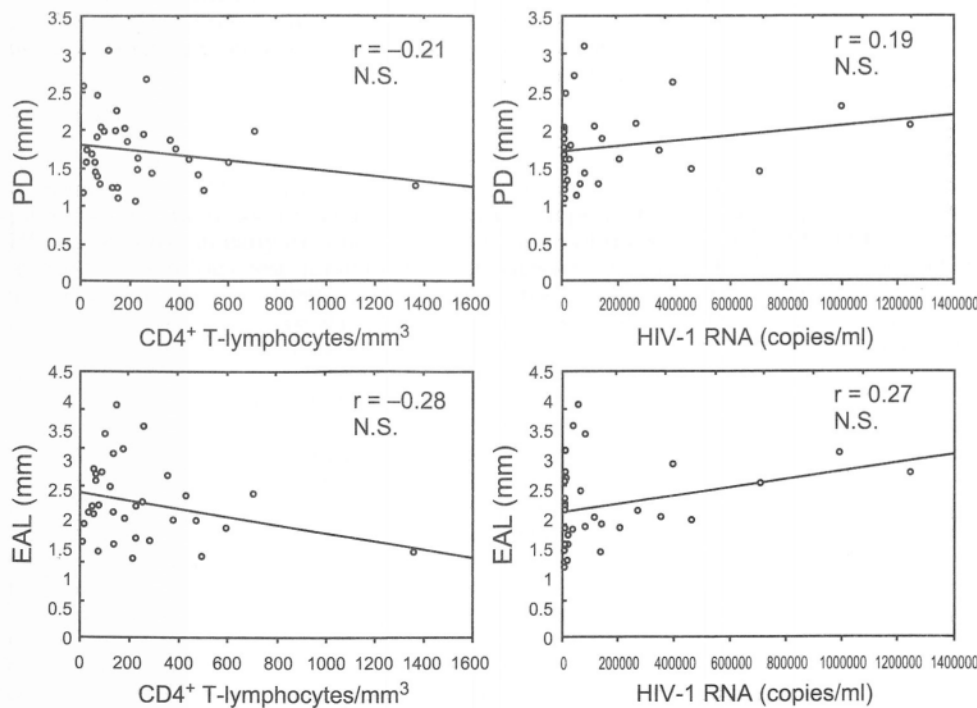 3.5
3
2.5
2
1.5
1
0.5
0
PD (mm)
r = –0.21
N.S.
0 200 400 600 800 1000 1200 1400 1600
CD4+ T-lymphocytes/mm3
3.5
3
2.5
2
1.5
1
0.5
0
PD (mm)
r = 0.19
N.S.
0 200000 400000 600000 800000 1000000 1200000 1400000
HIV-1 RNA (copies/ml)
4.5
4
3.5
3
2.5
2
1.5
1
0.5
0
EAL (mm)
r = –0.28
N.S.
0 200 400 600 800 1000 1200 1400 1600
CD4+ T-lymphocytes/mm3
4.5
4
3.5
3
2.5
2
1.5
1
0.5
0
EAL (mm)
r = 0.27
N.S.
0 200000 400000 600000 800000 1000000 1200000 1400000
HIV-1 RNA (copies/ml)